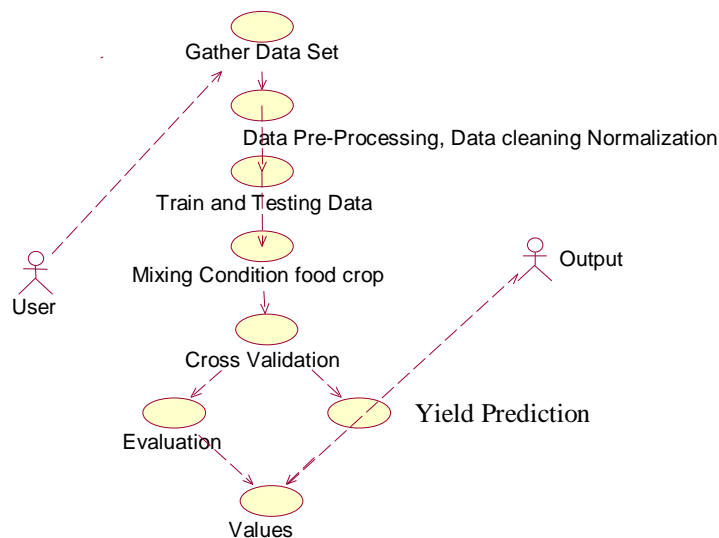 Gather Data Set
Data Pre-Processing, Data cleaning Normalization
Train and Testing Data
Mixing Condition food crop
User
Output
Cross Validation
Evaluation
Yield Prediction
Values